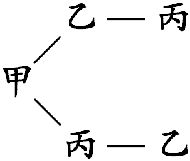 乙 — 丙
甲
丙 — 乙